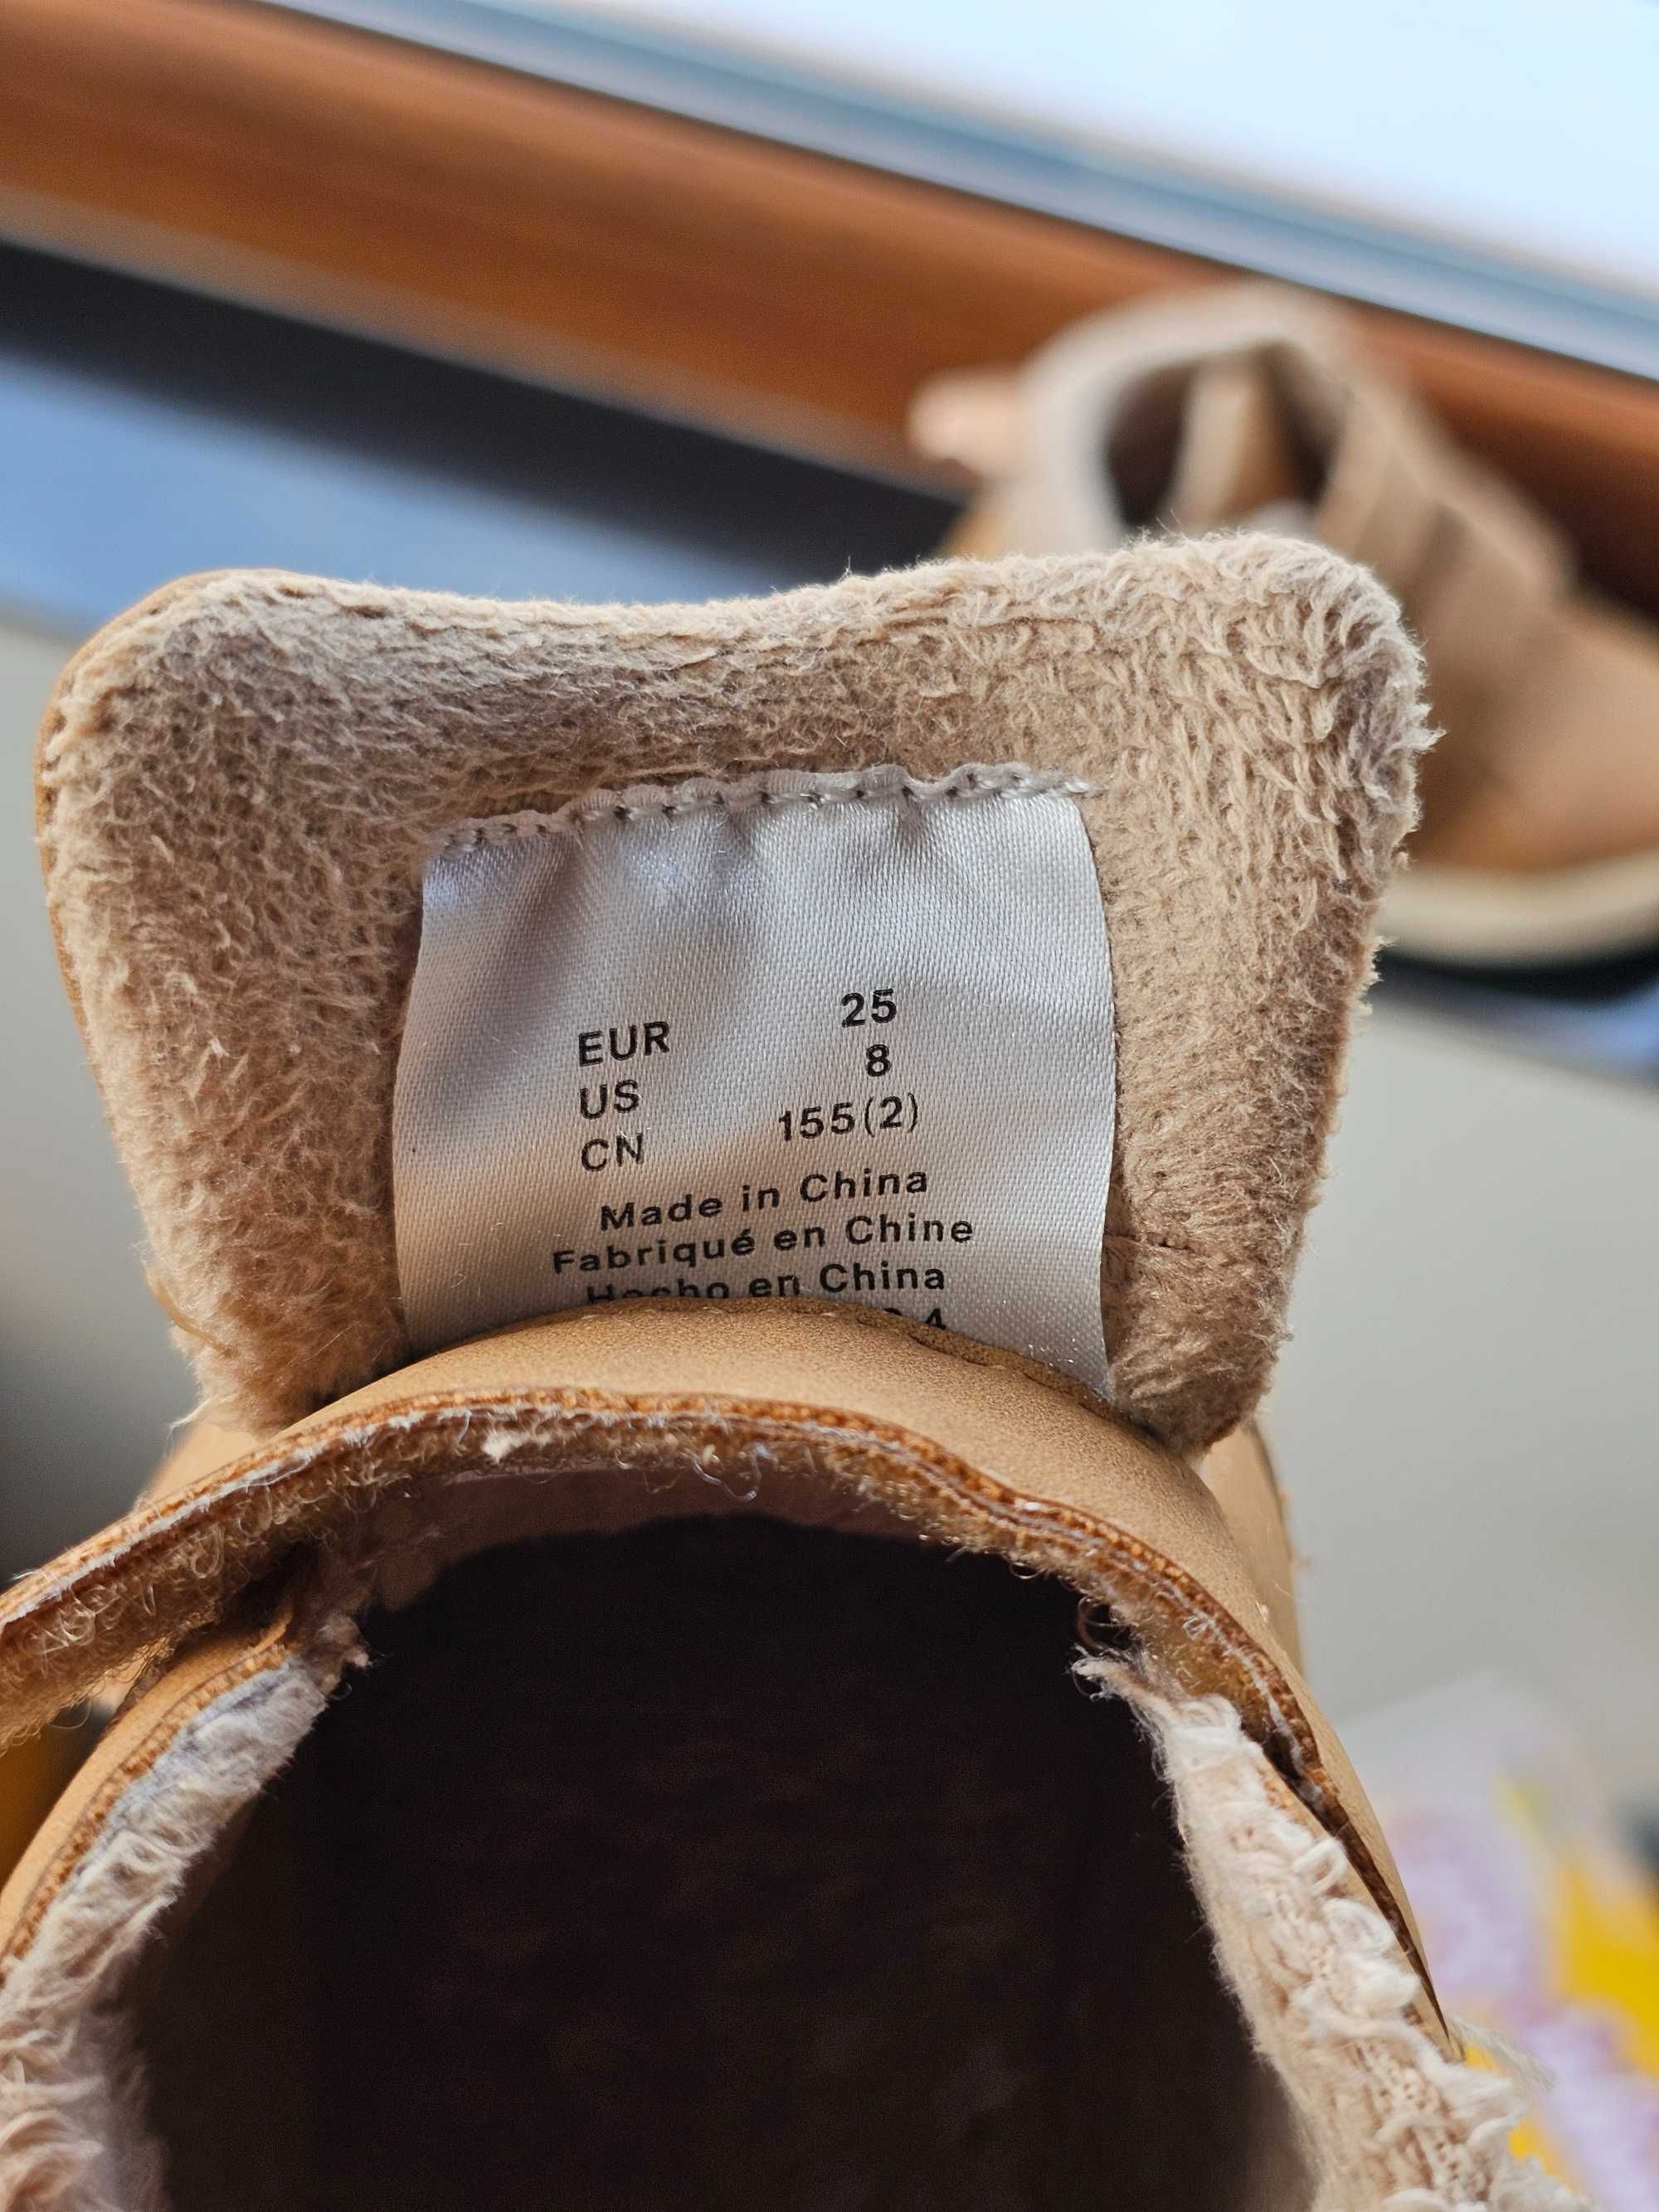 EUR 25
US 8
CN 155(2)
Made in China
Fabriqué en Chine
Hecho en China